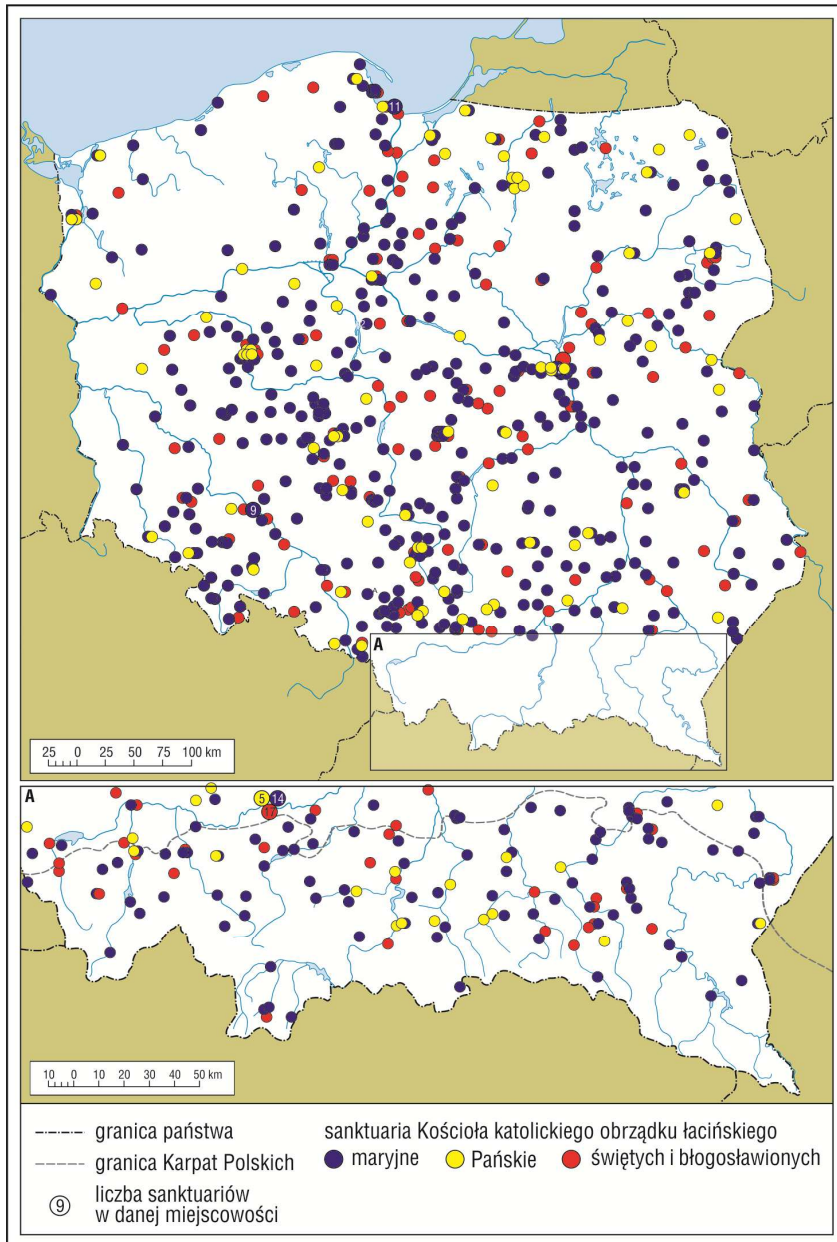 11
9
A
25 0 25 50 75 100 km
A
5 14
17
10 0 10 20 30 40 50 km
granica państwa
granica Karpat Polskich
9 liczba sanktuariów
w danej miejscowości
sanktuaria Kościoła katolickiego obrządku łacińskiego
maryjne Pańskie świętych i błogosławionych